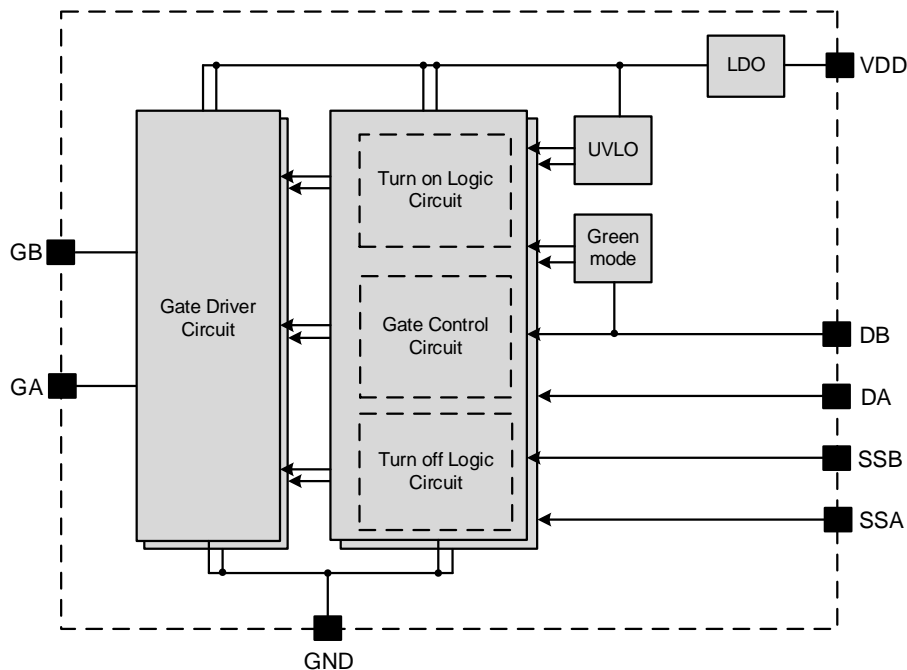 LDO
VDD
UVLO
Turn on Logic
Circuit
Green
mode
GB
Gate Driver
Circuit
Gate Control
Circuit
DB
GA
DA
Turn off Logic
Circuit
SSB
SSA
GND